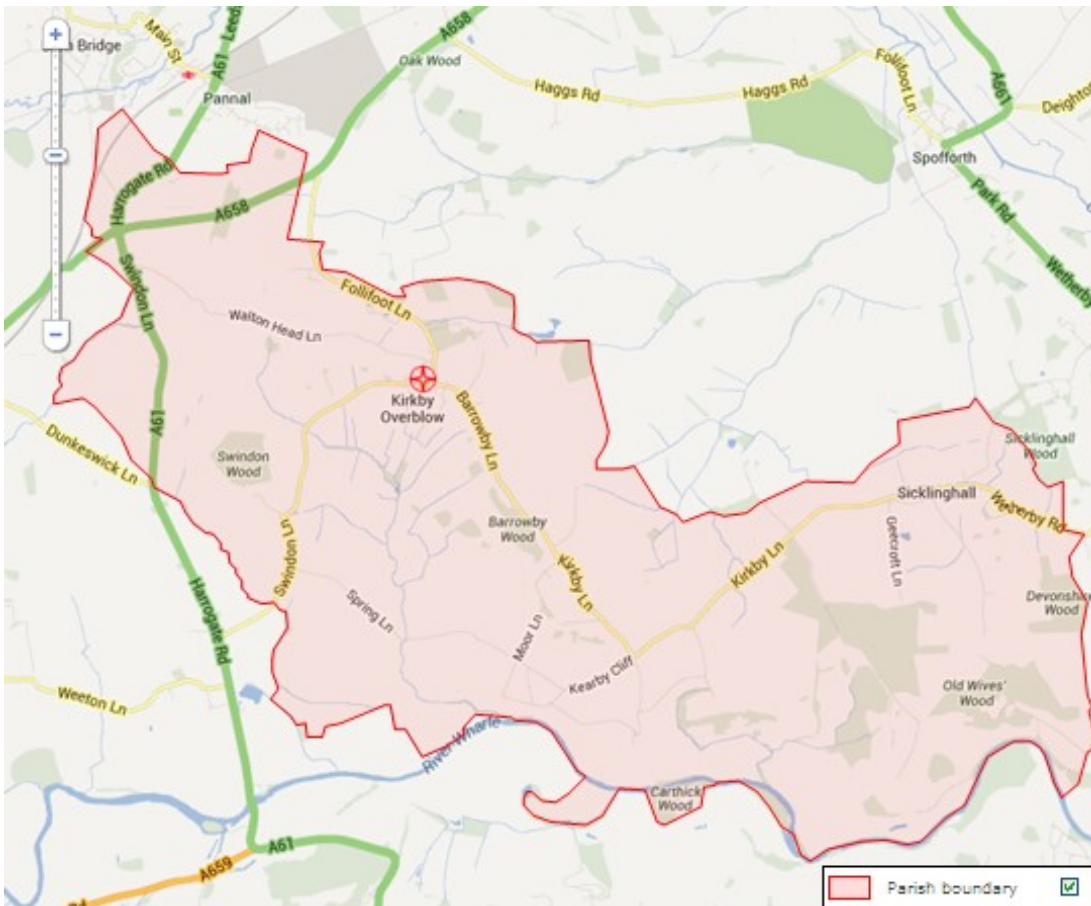 Bridge
Main St
A61
Leeds
A658
Oak Wood
Pannal
Haggs Rd
Haggs Rd
Follifoot Ln
A661
Spofforth
Park Rd
Harrogate Rd
A658
Swindon Ln
Follifoot Ln
Walton Head Ln
Kirkby
Overblow
Barrowby Ln
A61
Dunkeswick Ln
Swindon
Wood
Sicklinghall
Wood
Sicklinghall
Wetherby Rd
Geecroft Ln
Barrowby
Wood
Kirkby Ln
Kirkby Ln
Swindon Ln
Spring Ln
Harrogate Rd
Moor Ln
Devonshire
Wood
Kearby Cliff
Old Wives'
Wood
Weeton Ln
River Wharfe
Carthick
Wood
A61
A659
Parish boundary